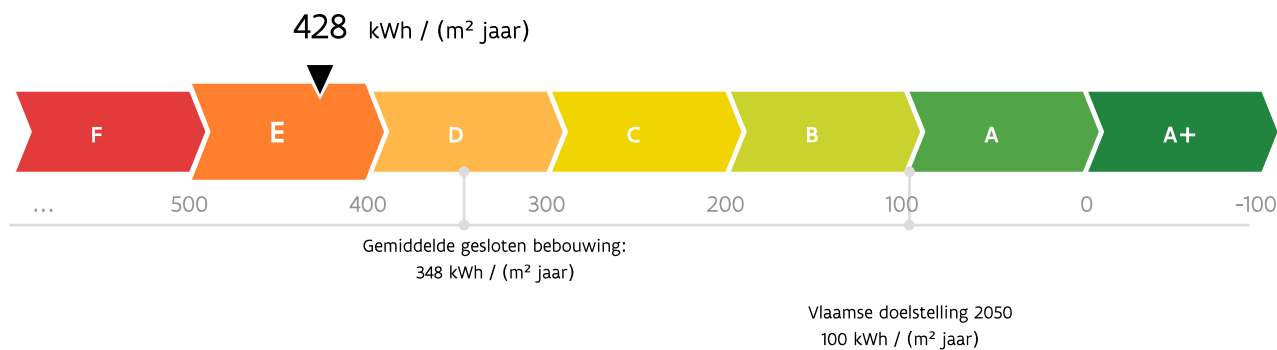 428 kWh / (m² jaar)
F E D C B A A+
... 500 400 300 200 100 0 -100
Gemiddelde gesloten bebouwing:
348 kWh / (m² jaar)
Vlaamse doelstelling 2050
100 kWh / (m² jaar)